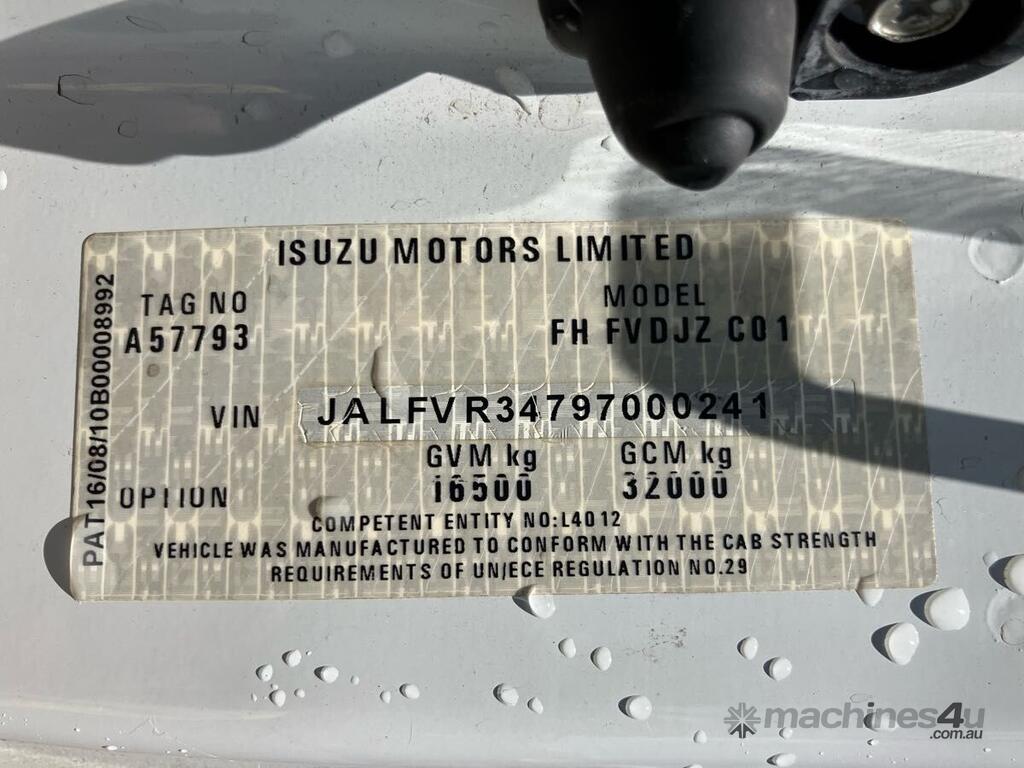 ISUZU MOTORS LIMITED
TAG NO
A57793
MODEL
FH FVDJZ C01
VIN
JALFVR34797000241
GVM kg
16500
GCM kg
32000
OPTION
COMPETENT ENTITY NO:L4012
VEHICLE WAS MANUFACTURED TO CONFORM WITH THE CAB STRENGTH
REQUIREMENTS OF UN/ECE REGULATION NO.29
PAT16/08/10B00008992
machines4u
.com.au